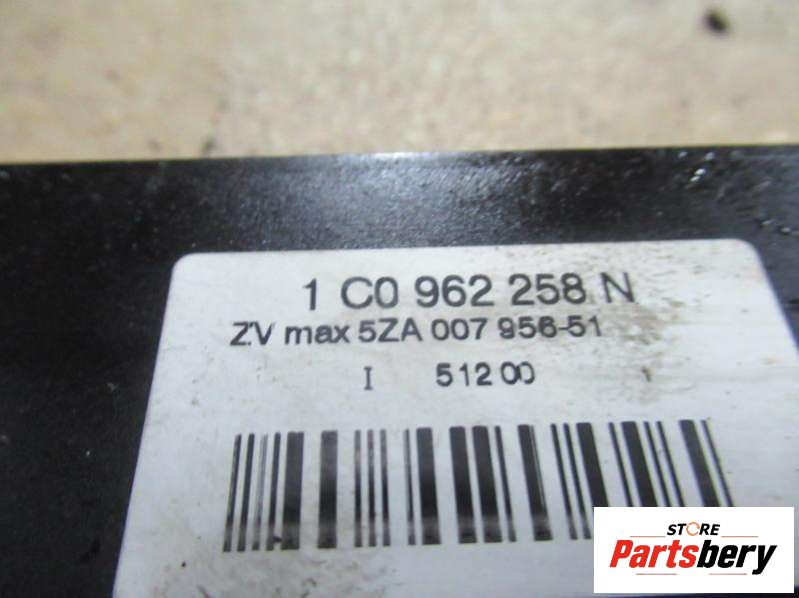 1 C0 962 258 N
ZV max 5ZA 007 956-51
I 512 00
STORE
Partsbery